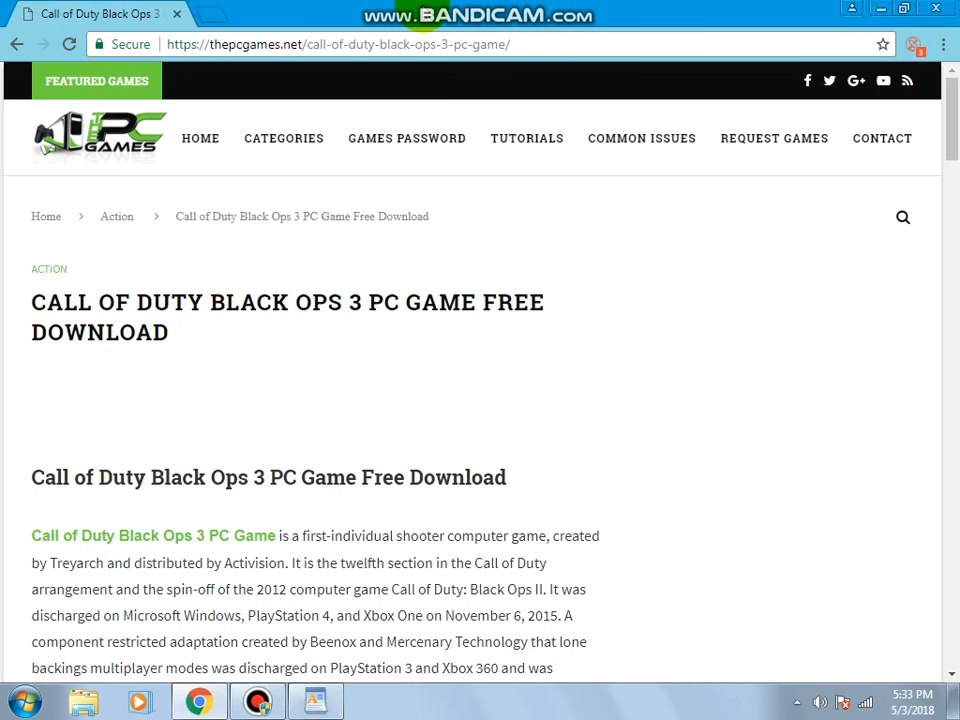 www.BANDICAM.com
Call of Duty Black Ops 3
Secure
https://thepcgames.net/call-of-duty-black-ops-3-pc-game/
3
FEATURED GAMES
THE PC GAMES
HOME
CATEGORIES
GAMES PASSWORD
TUTORIALS
COMMON ISSUES
REQUEST GAMES
CONTACT
Home > Action > Call of Duty Black Ops 3 PC Game Free Download
ACTION
CALL OF DUTY BLACK OPS 3 PC GAME FREE
DOWNLOAD
Call of Duty Black Ops 3 PC Game Free Download
Call of Duty Black Ops 3 PC Game is a first-individual shooter computer game, created
by Treyarch and distributed by Activision. It is the twelfth section in the Call of Duty
arrangement and the spin-off of the 2012 computer game Call of Duty: Black Ops II. It was
discharged on Microsoft Windows, PlayStation 4, and Xbox One on November 6, 2015. A
component restricted adaptation created by Beenox and Mercenary Technology that lone
backings multiplayer modes was discharged on PlayStation 3 and Xbox 360 and was
5:33 PM
5/3/2018